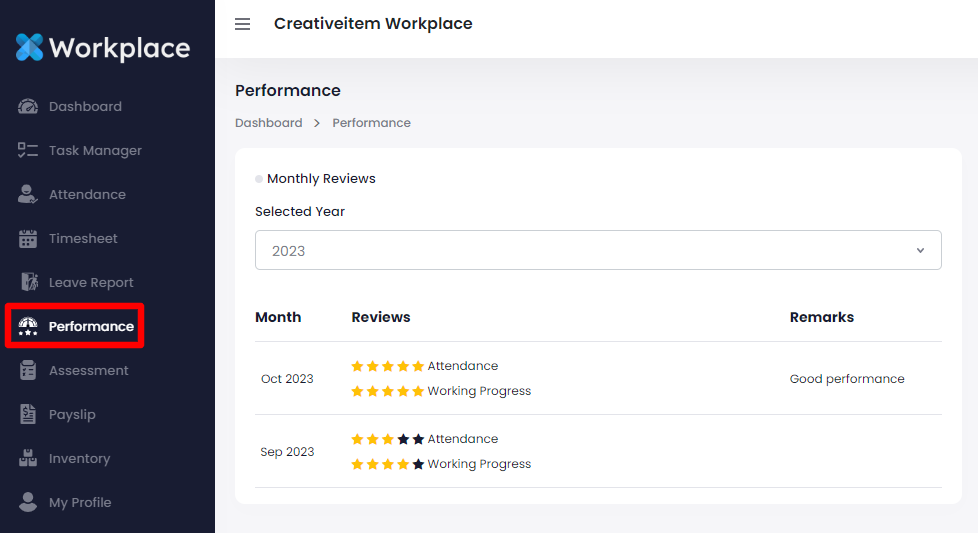 Workplace
Dashboard
Task Manager
Attendance
Timesheet
Leave Report
Performance
Assessment
Payslip
Inventory
My Profile
Creativeitem Workplace
Performance
Dashboard > Performance
Monthly Reviews
Selected Year
2023
Month Reviews Remarks
Oct 2023 Attendance Good performance
Working Progress
Sep 2023 Attendance
Working Progress